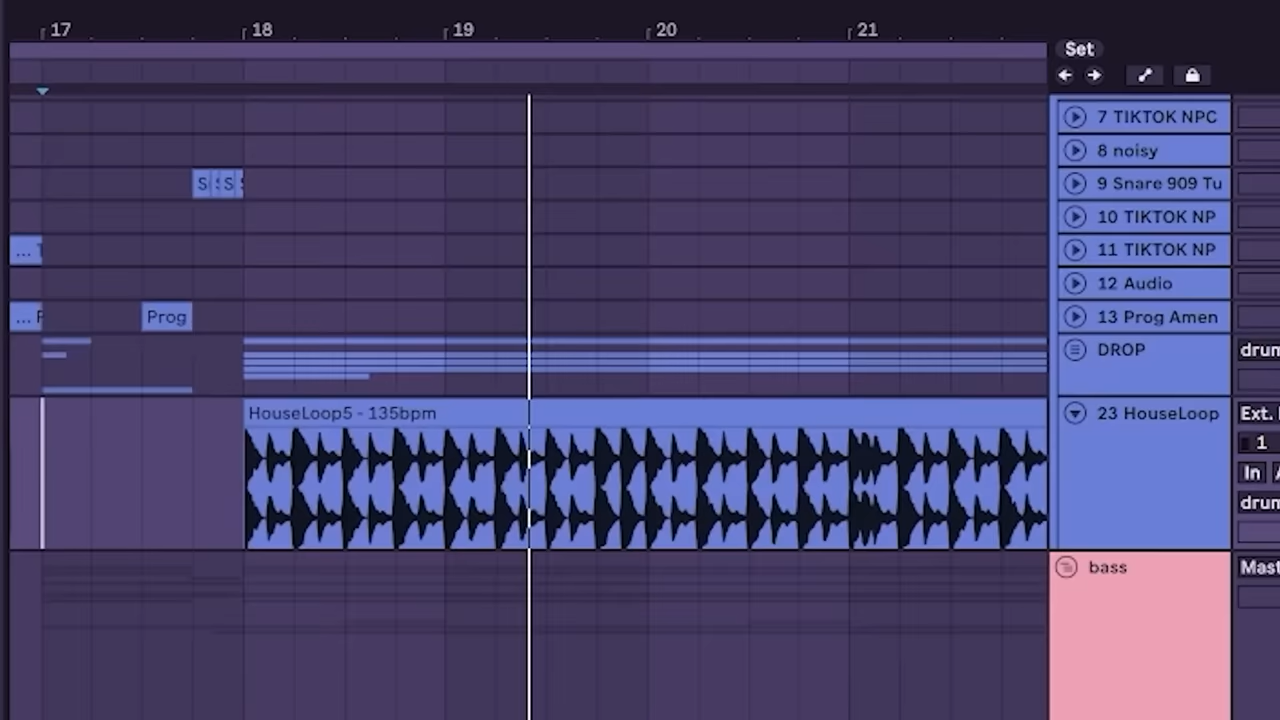 17 18 19 20 21
Set
7 TIKTOK NPC
8 noisy
S S
9 Snare 909 Tu
10 TIKTOK NP
...
11 TIKTOK NP
12 Audio
... Prog
13 Prog Amen
DROP
drum
HouseLoop5 - 135bpm
23 HouseLoop
Ext.
1
In
drum
bass
Mast